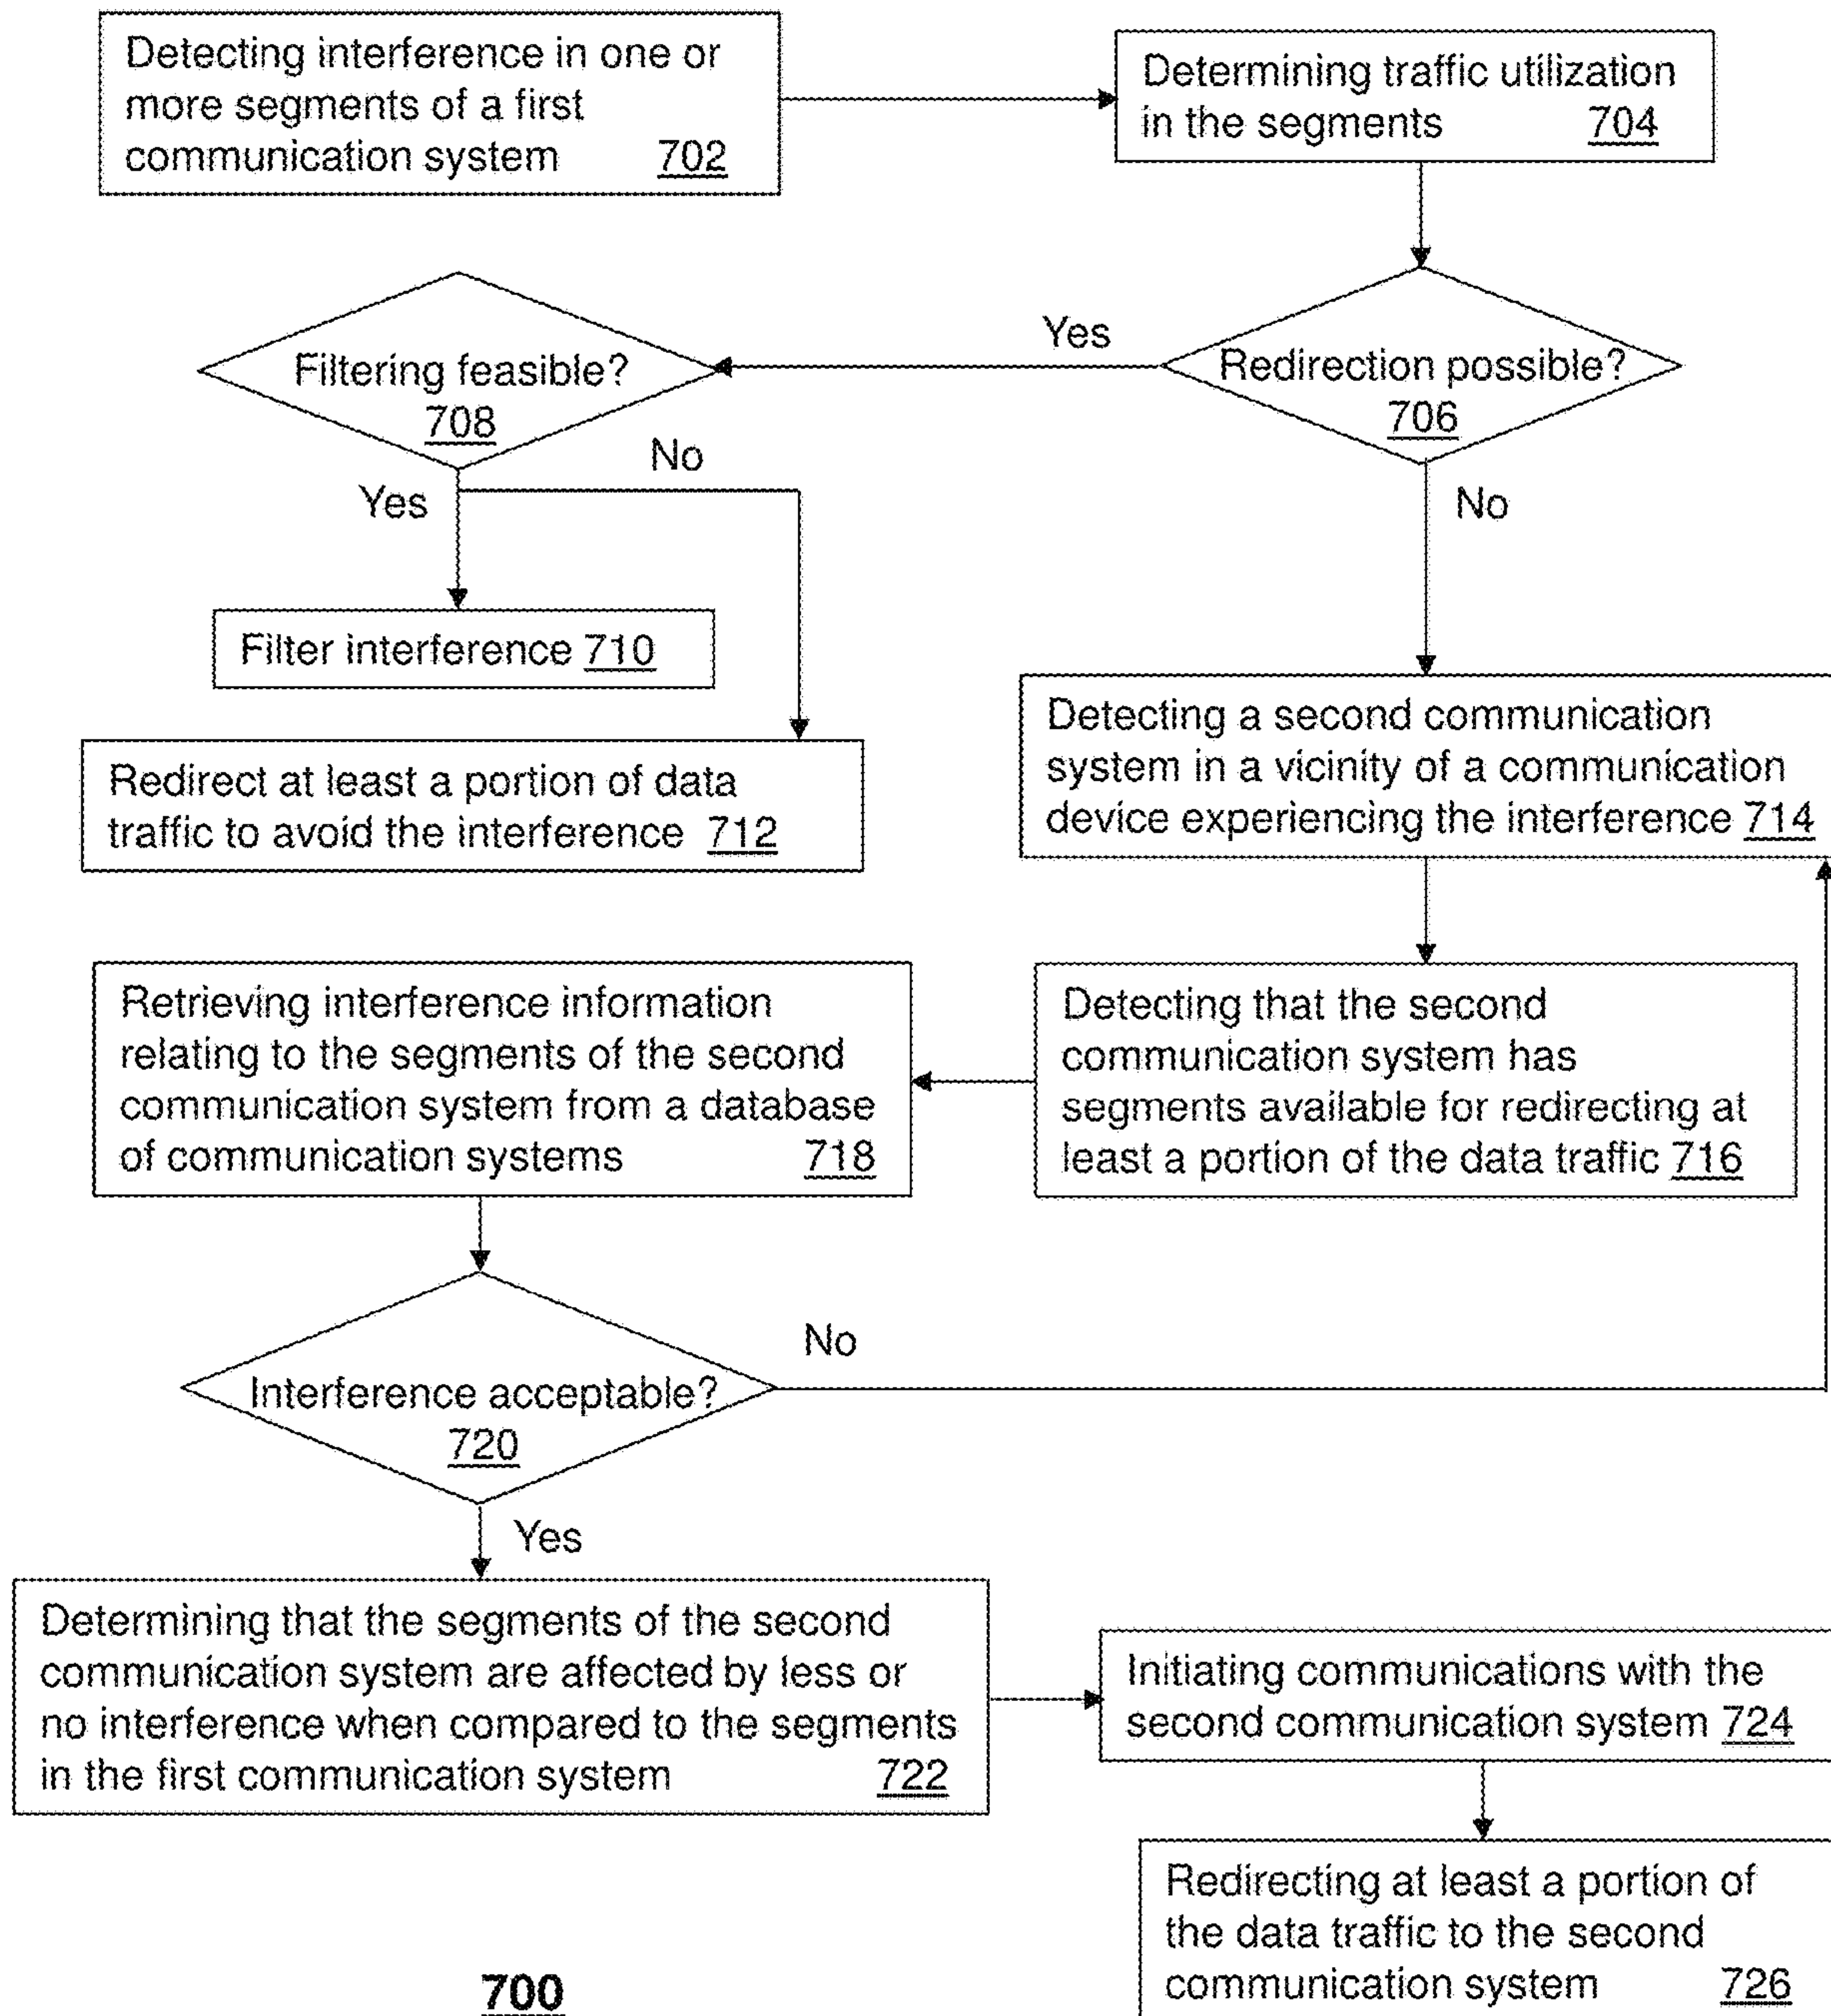 Detecting interference in one or
more segments of a first
communication system 702
Determining traffic utilization
in the segments 704
Redirection possible?
706
Yes
No
Filtering feasible?
708
No
Yes
Filter interference 710
Redirect at least a portion of data
traffic to avoid the interference 712
Detecting a second communication
system in a vicinity of a communication
device experiencing the interference 714
Detecting that the second
communication system has
segments available for redirecting at
least a portion of the data traffic 716
Retrieving interference information
relating to the segments of the second
communication system from a database
of communication systems 718
Interference acceptable?
720
No
Yes
Determining that the segments of the second
communication system are affected by less or
no interference when compared to the segments
in the first communication system 722
Initiating communications with the
second communication system 724
Redirecting at least a portion of
the data traffic to the second
communication system 726
700